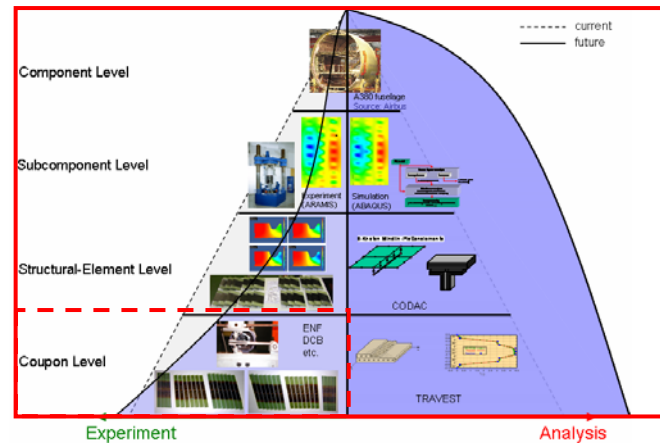 current
future
Component Level
A380 fuselage
Source: Airbus
Subcomponent Level
Experiment
(ARAMIS)
Simulation
(ABAQUS)
Structural-Element Level
CODAC
ENF
DCB
etc.
Coupon Level
TRAVEST
Experiment
Analysis